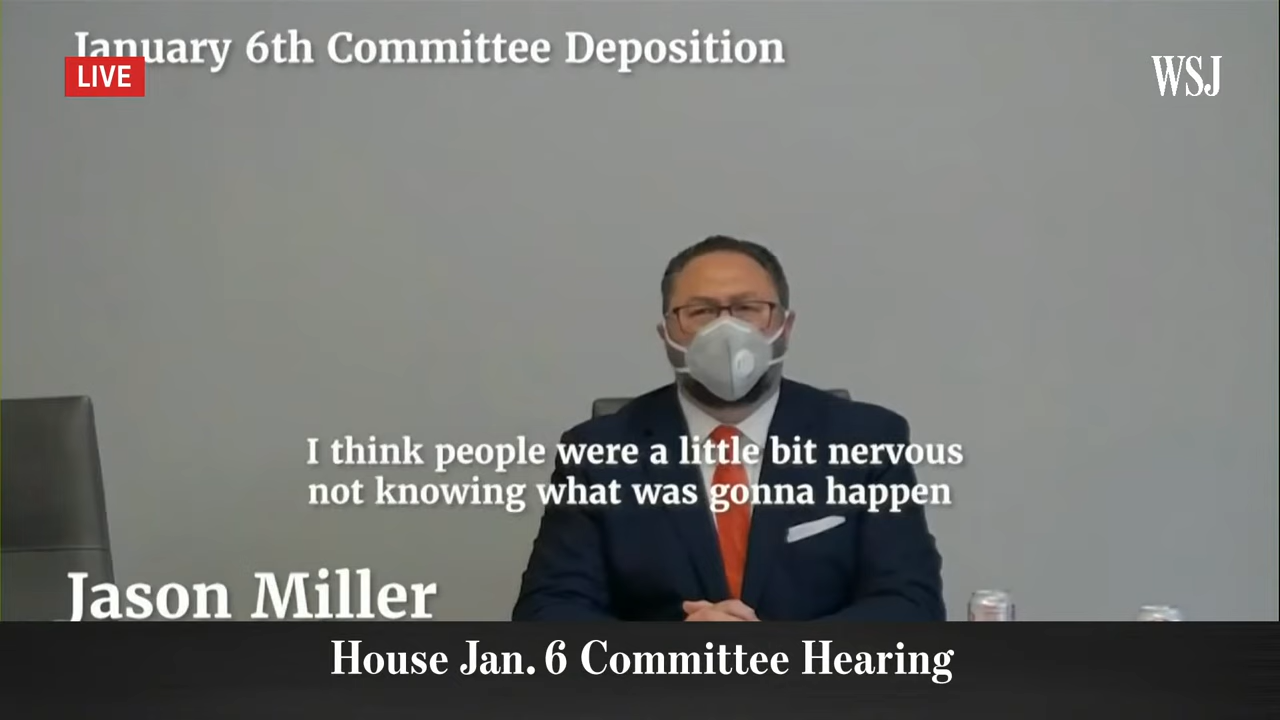 January 6th Committee Deposition
LIVE
WSJ
I think people were a little bit nervous
not knowing what was gonna happen
Jason Miller
House Jan. 6 Committee Hearing